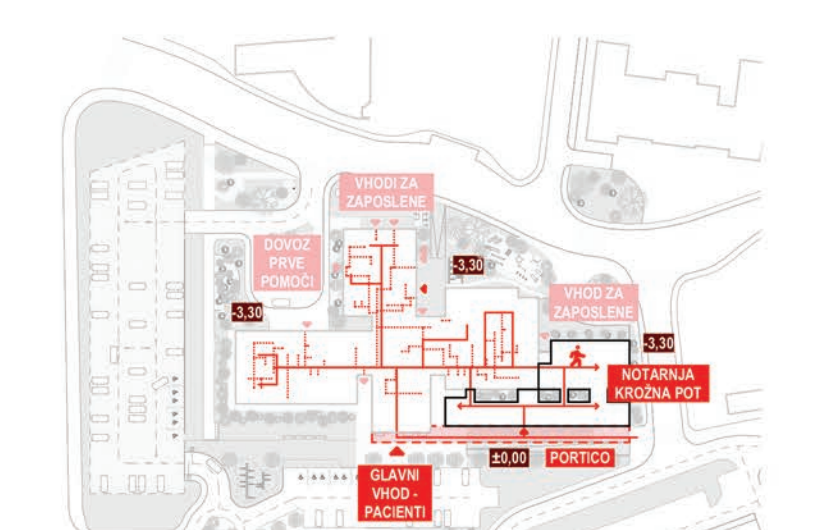 VHODI ZA
ZAPOSLENE
DOVOZ
PRVE
POMOČI
-3,30
-3,30
VHOD ZA
ZAPOSLENE
-3,30
NOTARNJA
KROŽNA POT
±0,00
PORTICO
GLAVNI
VHOD -
PACIENTI